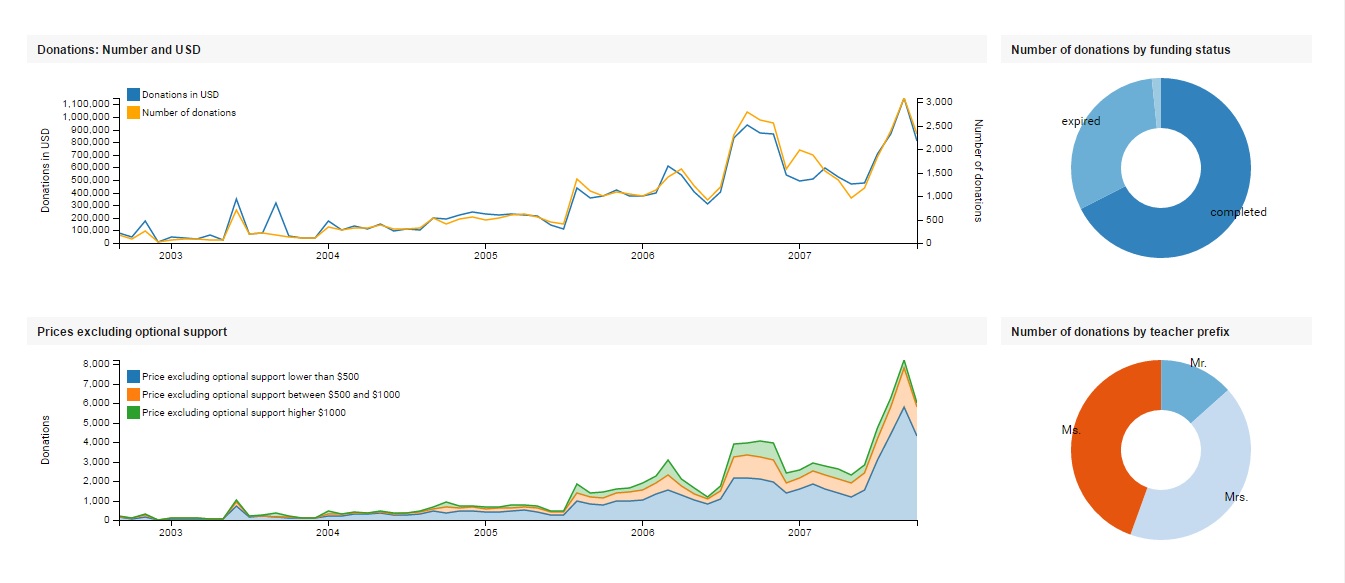 Donations: Number and USD
Donations in USD
Number of donations
1,100,000
1,000,000
900,000
800,000
700,000
600,000
500,000
400,000
300,000
200,000
100,000
0
Donations in USD
3,000
2,500
2,000
1,500
1,000
500
0
Number of donations
2003 2004 2005 2006 2007
Number of donations by funding status
expired
completed
Prices excluding optional support
Price excluding optional support lower than $500
Price excluding optional support between $500 and $1000
Price excluding optional support higher $1000
8,000
7,000
6,000
5,000
4,000
3,000
2,000
1,000
0
Donations
2003 2004 2005 2006 2007
Number of donations by teacher prefix
Mr.
Ms.
Mrs.